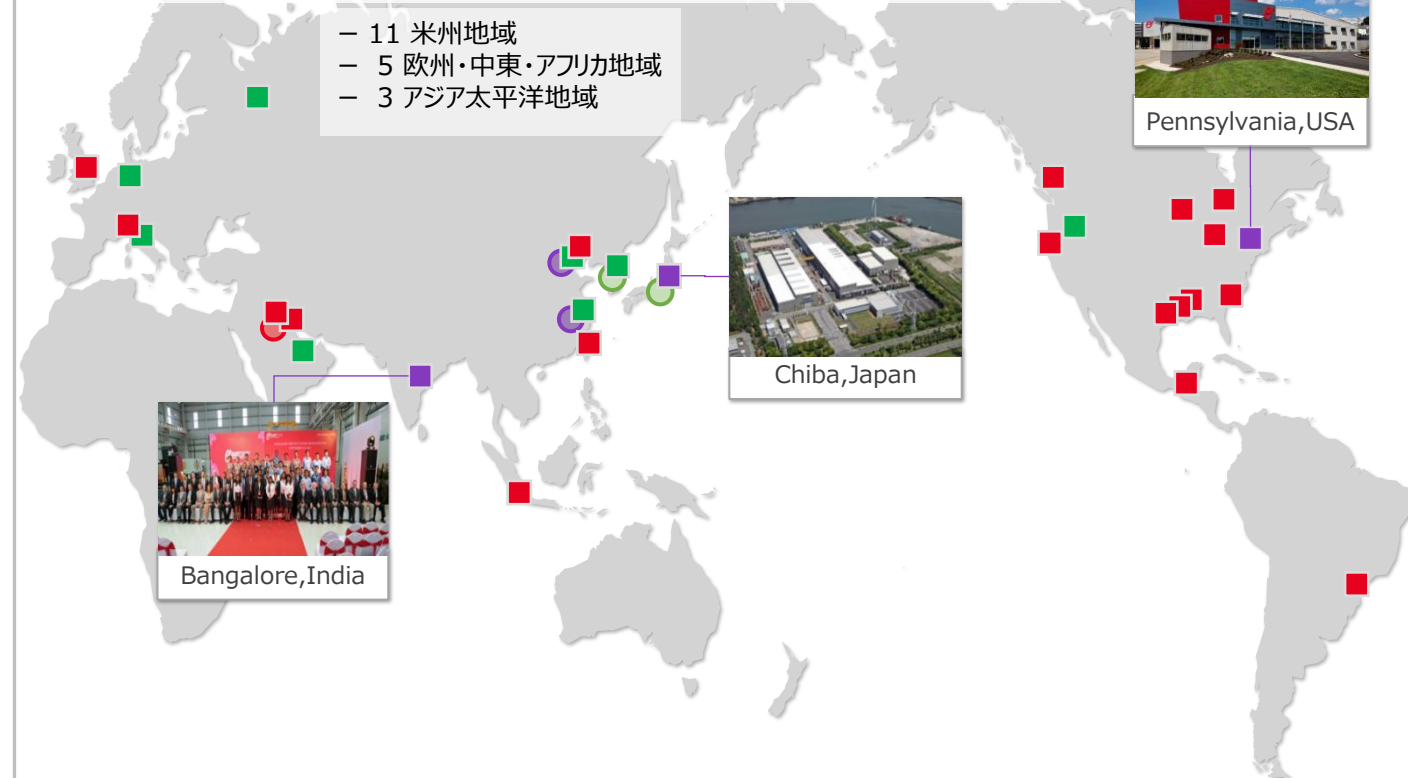 － 11 米州地域
－ 5 欧州・中東・アフリカ地域
－ 3 アジア太平洋地域
Pennsylvania,USA
Chiba,Japan
Bangalore,India